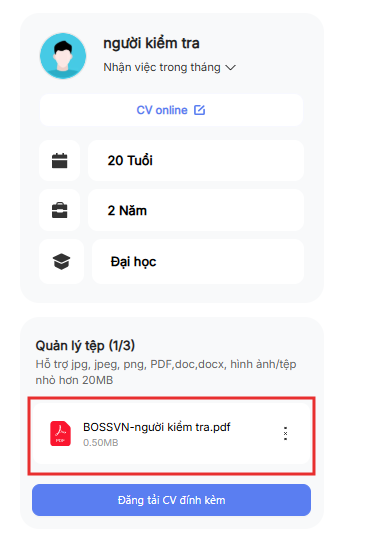 người kiểm tra
Nhận việc trong tháng
CV online
20 Tuổi
2 Năm
Đại học
Quản lý tệp (1/3)
Hỗ trợ jpg, jpeg, png, PDF,doc,docx, hình ảnh/tệp
nhỏ hơn 20MB
BOSSVN-người kiểm tra.pdf
PDF
0.50MB
Đăng tải CV đính kèm